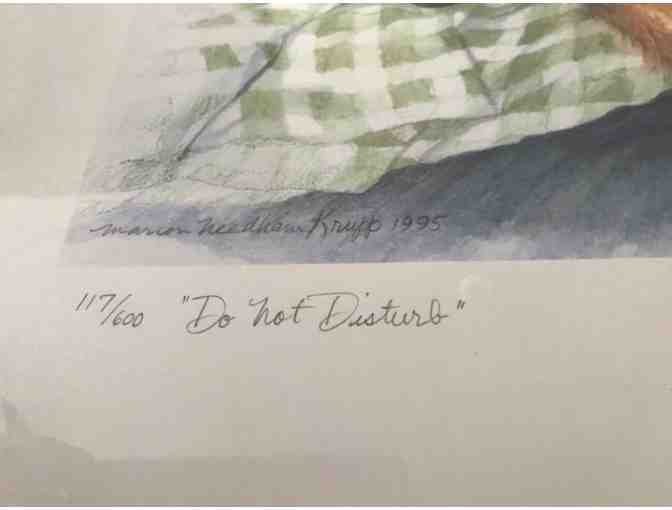 Marion Needham Krupp 1995
117/600 "Do Not Disturb"